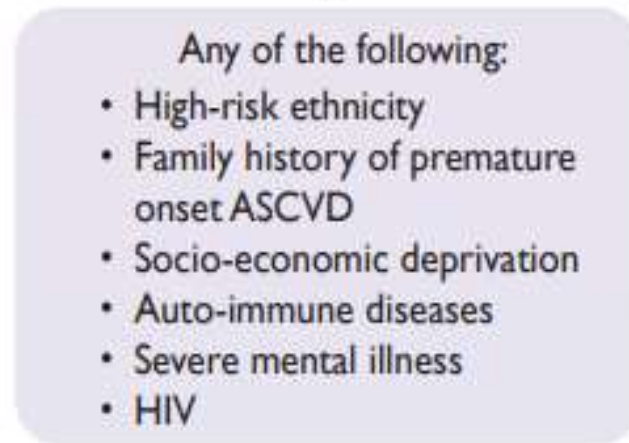 Any of the following:
• High-risk ethnicity
• Family history of premature
onset ASCVD
• Socio-economic deprivation
• Auto-immune diseases
• Severe mental illness
• HIV